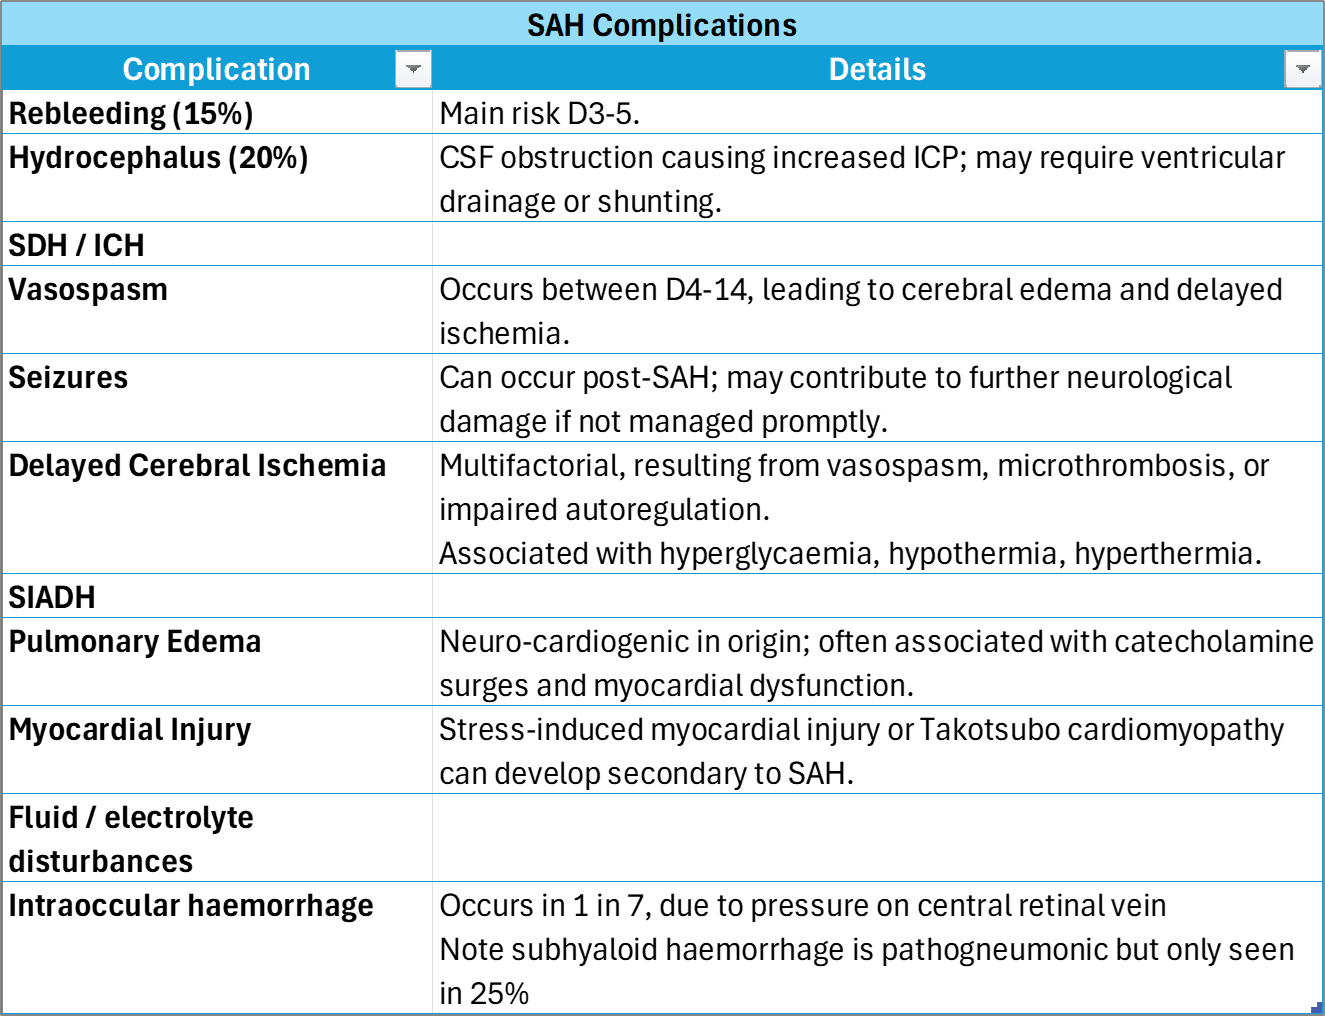 SAH Complications
Complication Details
Rebleeding (15%) Main risk D3-5.
Hydrocephalus (20%) CSF obstruction causing increased ICP; may require ventricular
drainage or shunting.
SDH / ICH
Vasospasm Occurs between D4-14, leading to cerebral edema and delayed
ischemia.
Seizures Can occur post-SAH; may contribute to further neurological
damage if not managed promptly.
Delayed Cerebral Ischemia Multifactorial, resulting from vasospasm, microthrombosis, or
impaired autoregulation.
Associated with hyperglycaemia, hypothermia, hyperthermia.
SIADH
Pulmonary Edema Neuro-cardiogenic in origin; often associated with catecholamine
surges and myocardial dysfunction.
Myocardial Injury Stress-induced myocardial injury or Takotsubo cardiomyopathy
can develop secondary to SAH.
Fluid / electrolyte
disturbances
Intraoccular haemorrhage Occurs in 1 in 7, due to pressure on central retinal vein
Note subhyaloid haemorrhage is pathogneumonic but only seen
in 25%